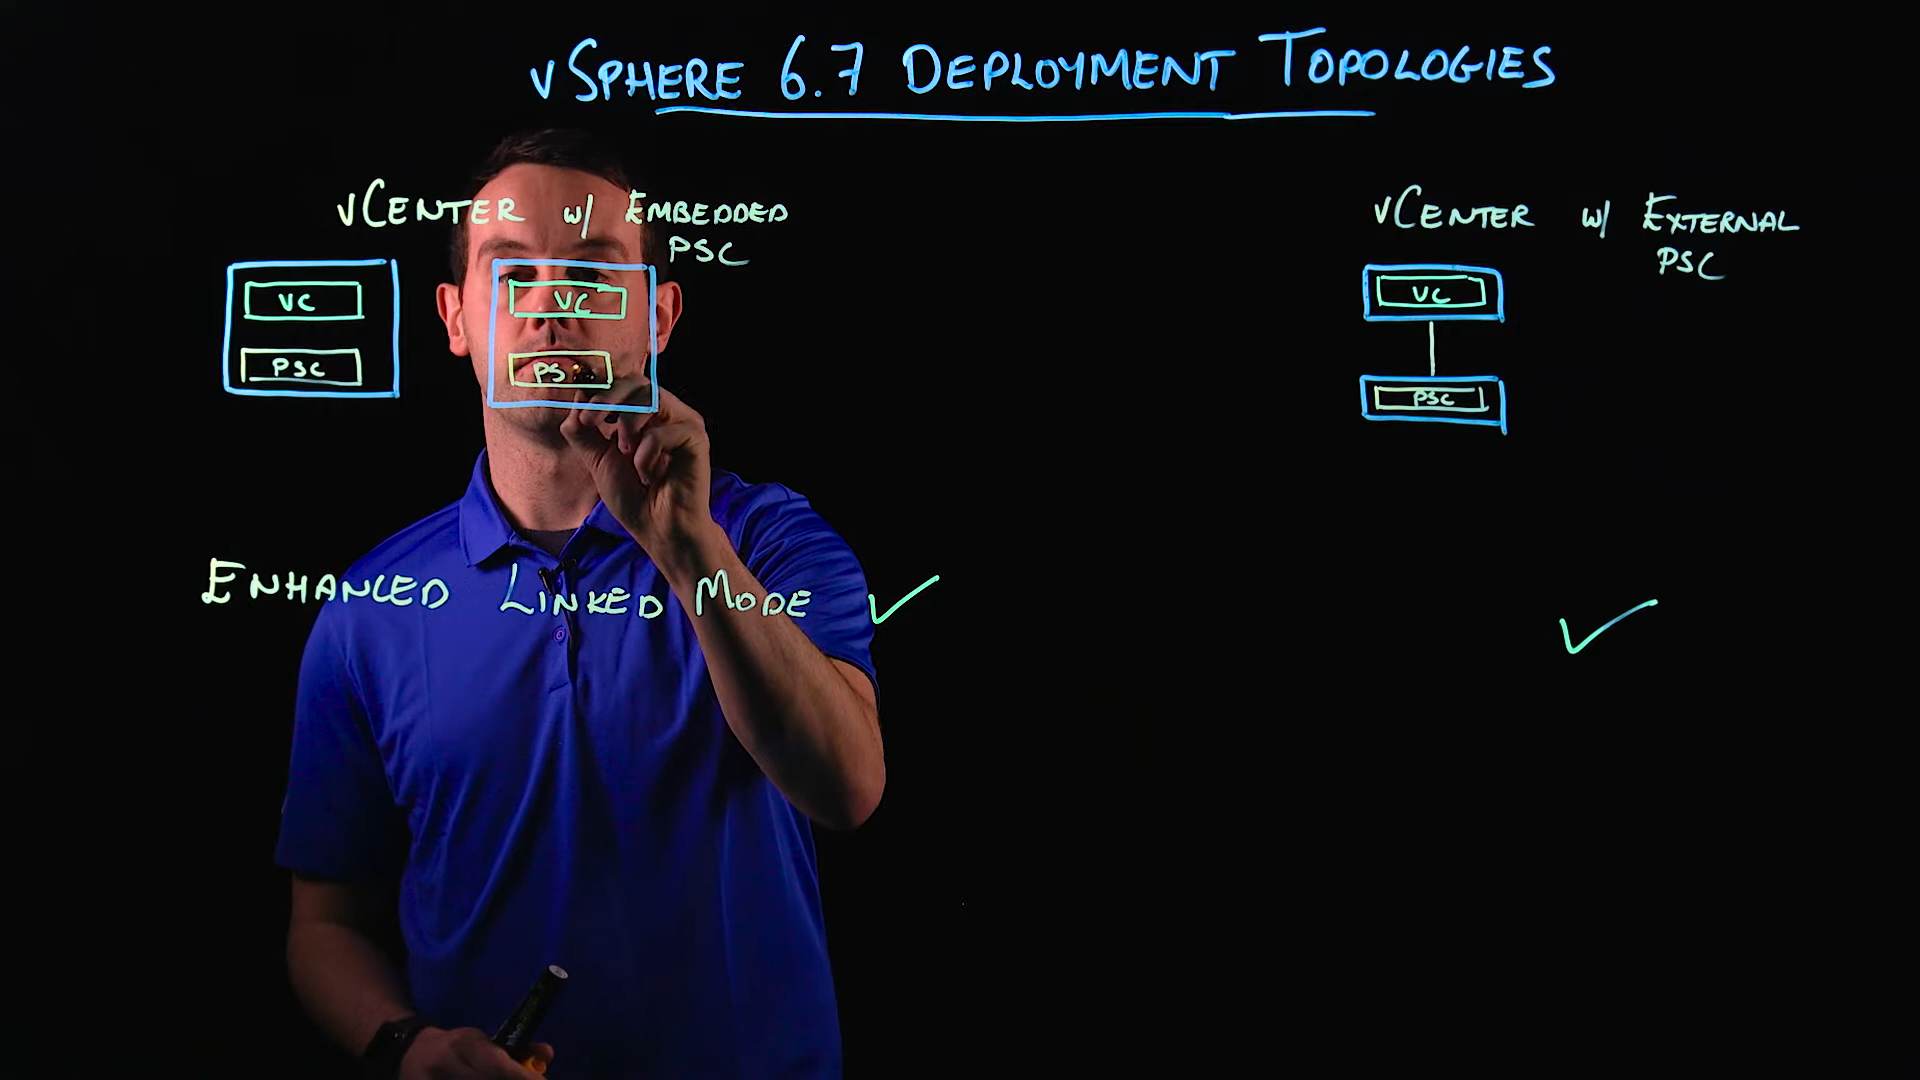 vSPHERE 6.7 DEPLOYMENT TOPOLOGIES
vCENTER w/ EMBEDDED
PSC
VC
PSC
VC
PS
vCENTER w/ EXTERNAL
PSC
VC
PSC
ENHANCED LINKED MODE